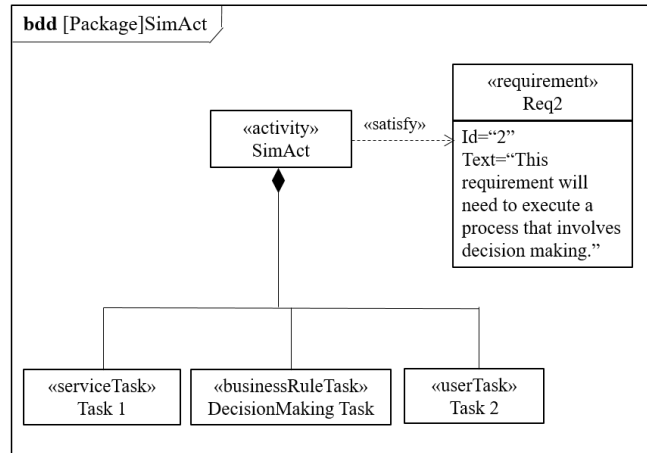 bdd [Package]SimAct
«activity»
SimAct
«satisfy»
«requirement»
Req2
Id=“2”
Text=“This
requirement will
need to execute a
process that involves
decision making.”
«serviceTask»
Task 1
«businessRuleTask»
DecisionMaking Task
«userTask»
Task 2